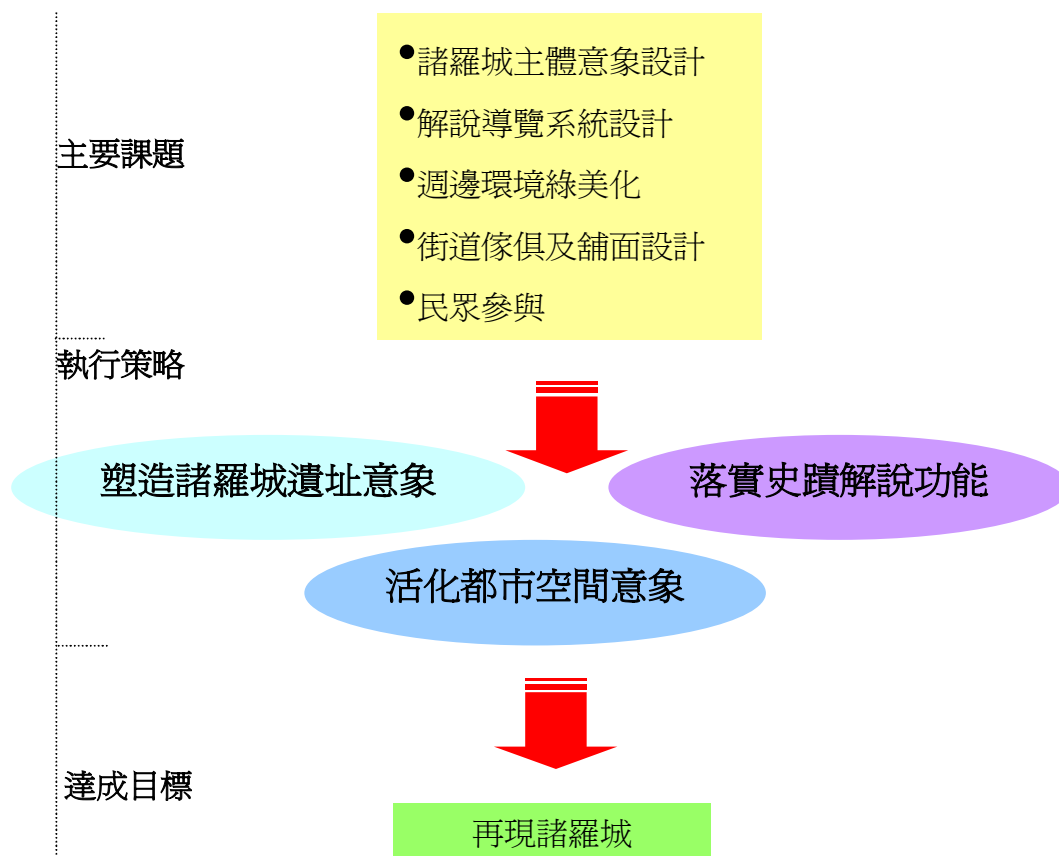 ●諸羅城主體意象設計
●解說導覽系統設計
主要課題
●週邊環境綠美化
●街道傢俱及舖面設計
●民眾參與
執行策略
塑造諸羅城遺址意象
落實史蹟解說功能
活化都市空間意象
達成目標
再現諸羅城